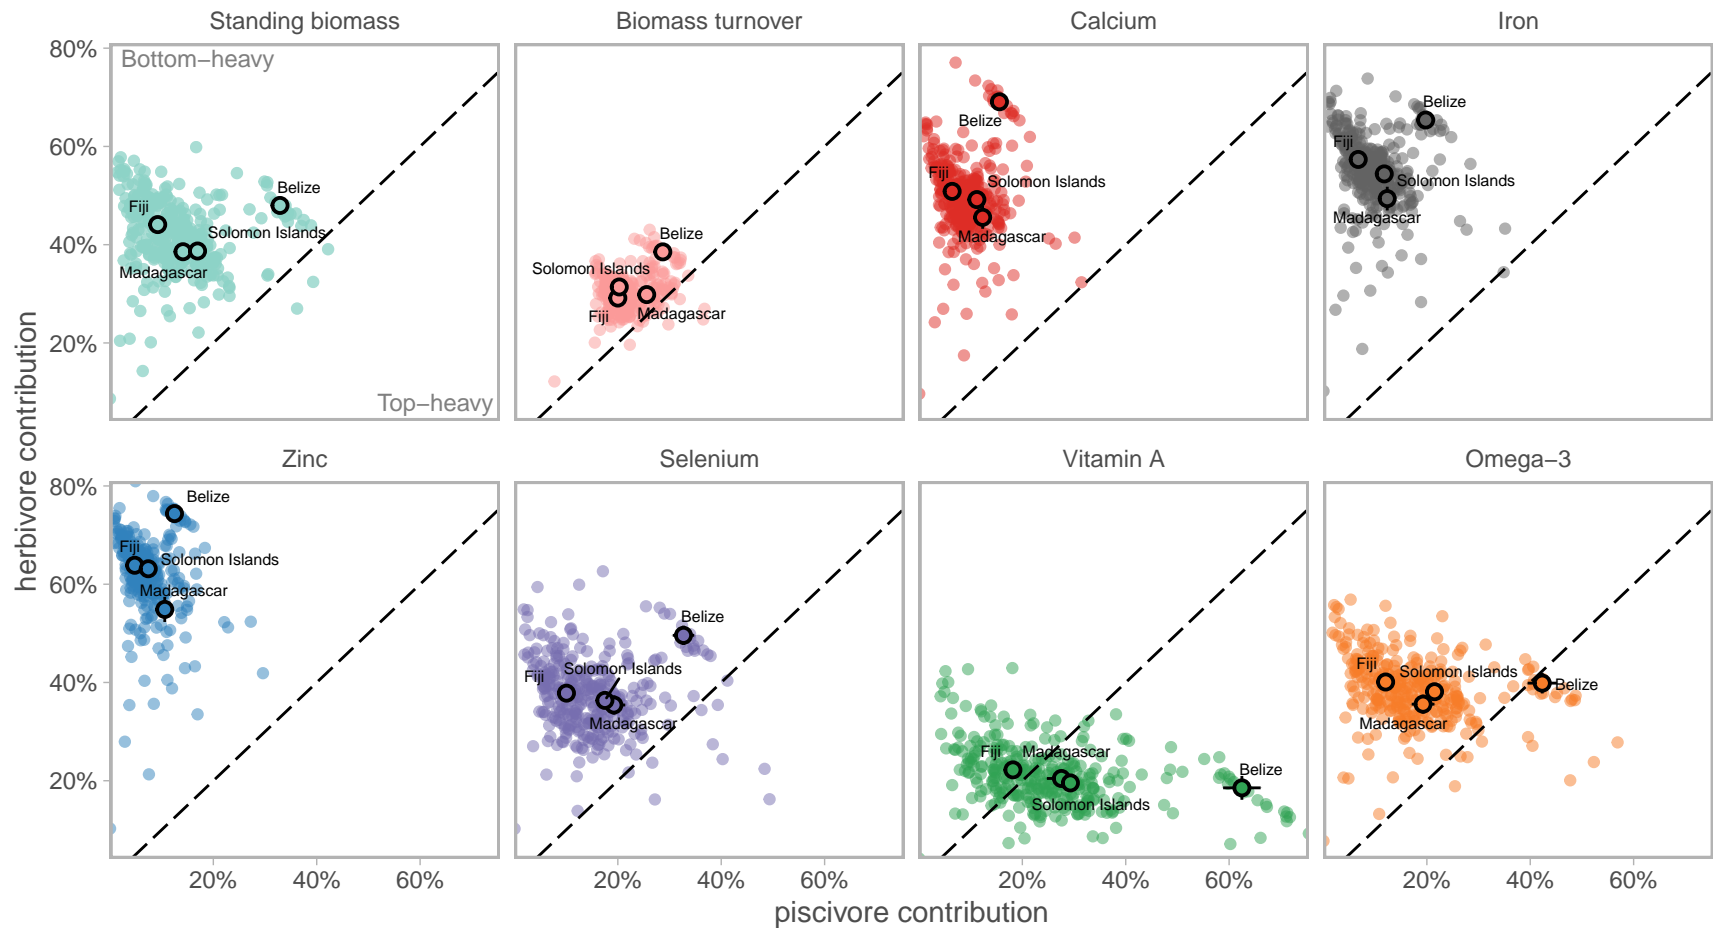 Standing biomass
Biomass turnover
Calcium
Iron
80%
60%
40%
20%
Bottom−heavy
Top−heavy
Fiji
Belize
Solomon Islands
Madagascar
Belize
Solomon Islands
Fiji
Madagascar
Belize
Fiji
Solomon Islands
Madagascar
Belize
Fiji
Solomon Islands
Madagascar
herbivore contribution
Zinc
Selenium
Vitamin A
Omega−3
80%
60%
40%
20%
Belize
Fiji
Solomon Islands
Madagascar
Belize
Solomon Islands
Fiji
Madagascar
Fiji
Madagascar
Belize
Solomon Islands
Fiji
Solomon Islands
Belize
Madagascar
20%
40%
60%
20%
40%
60%
20%
40%
60%
20%
40%
60%
piscivore contribution